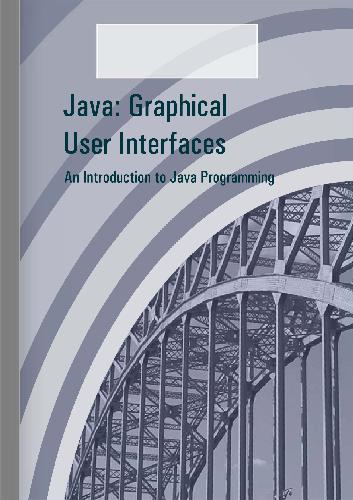 Java: Graphical
User Interfaces
An Introduction to Java Programming